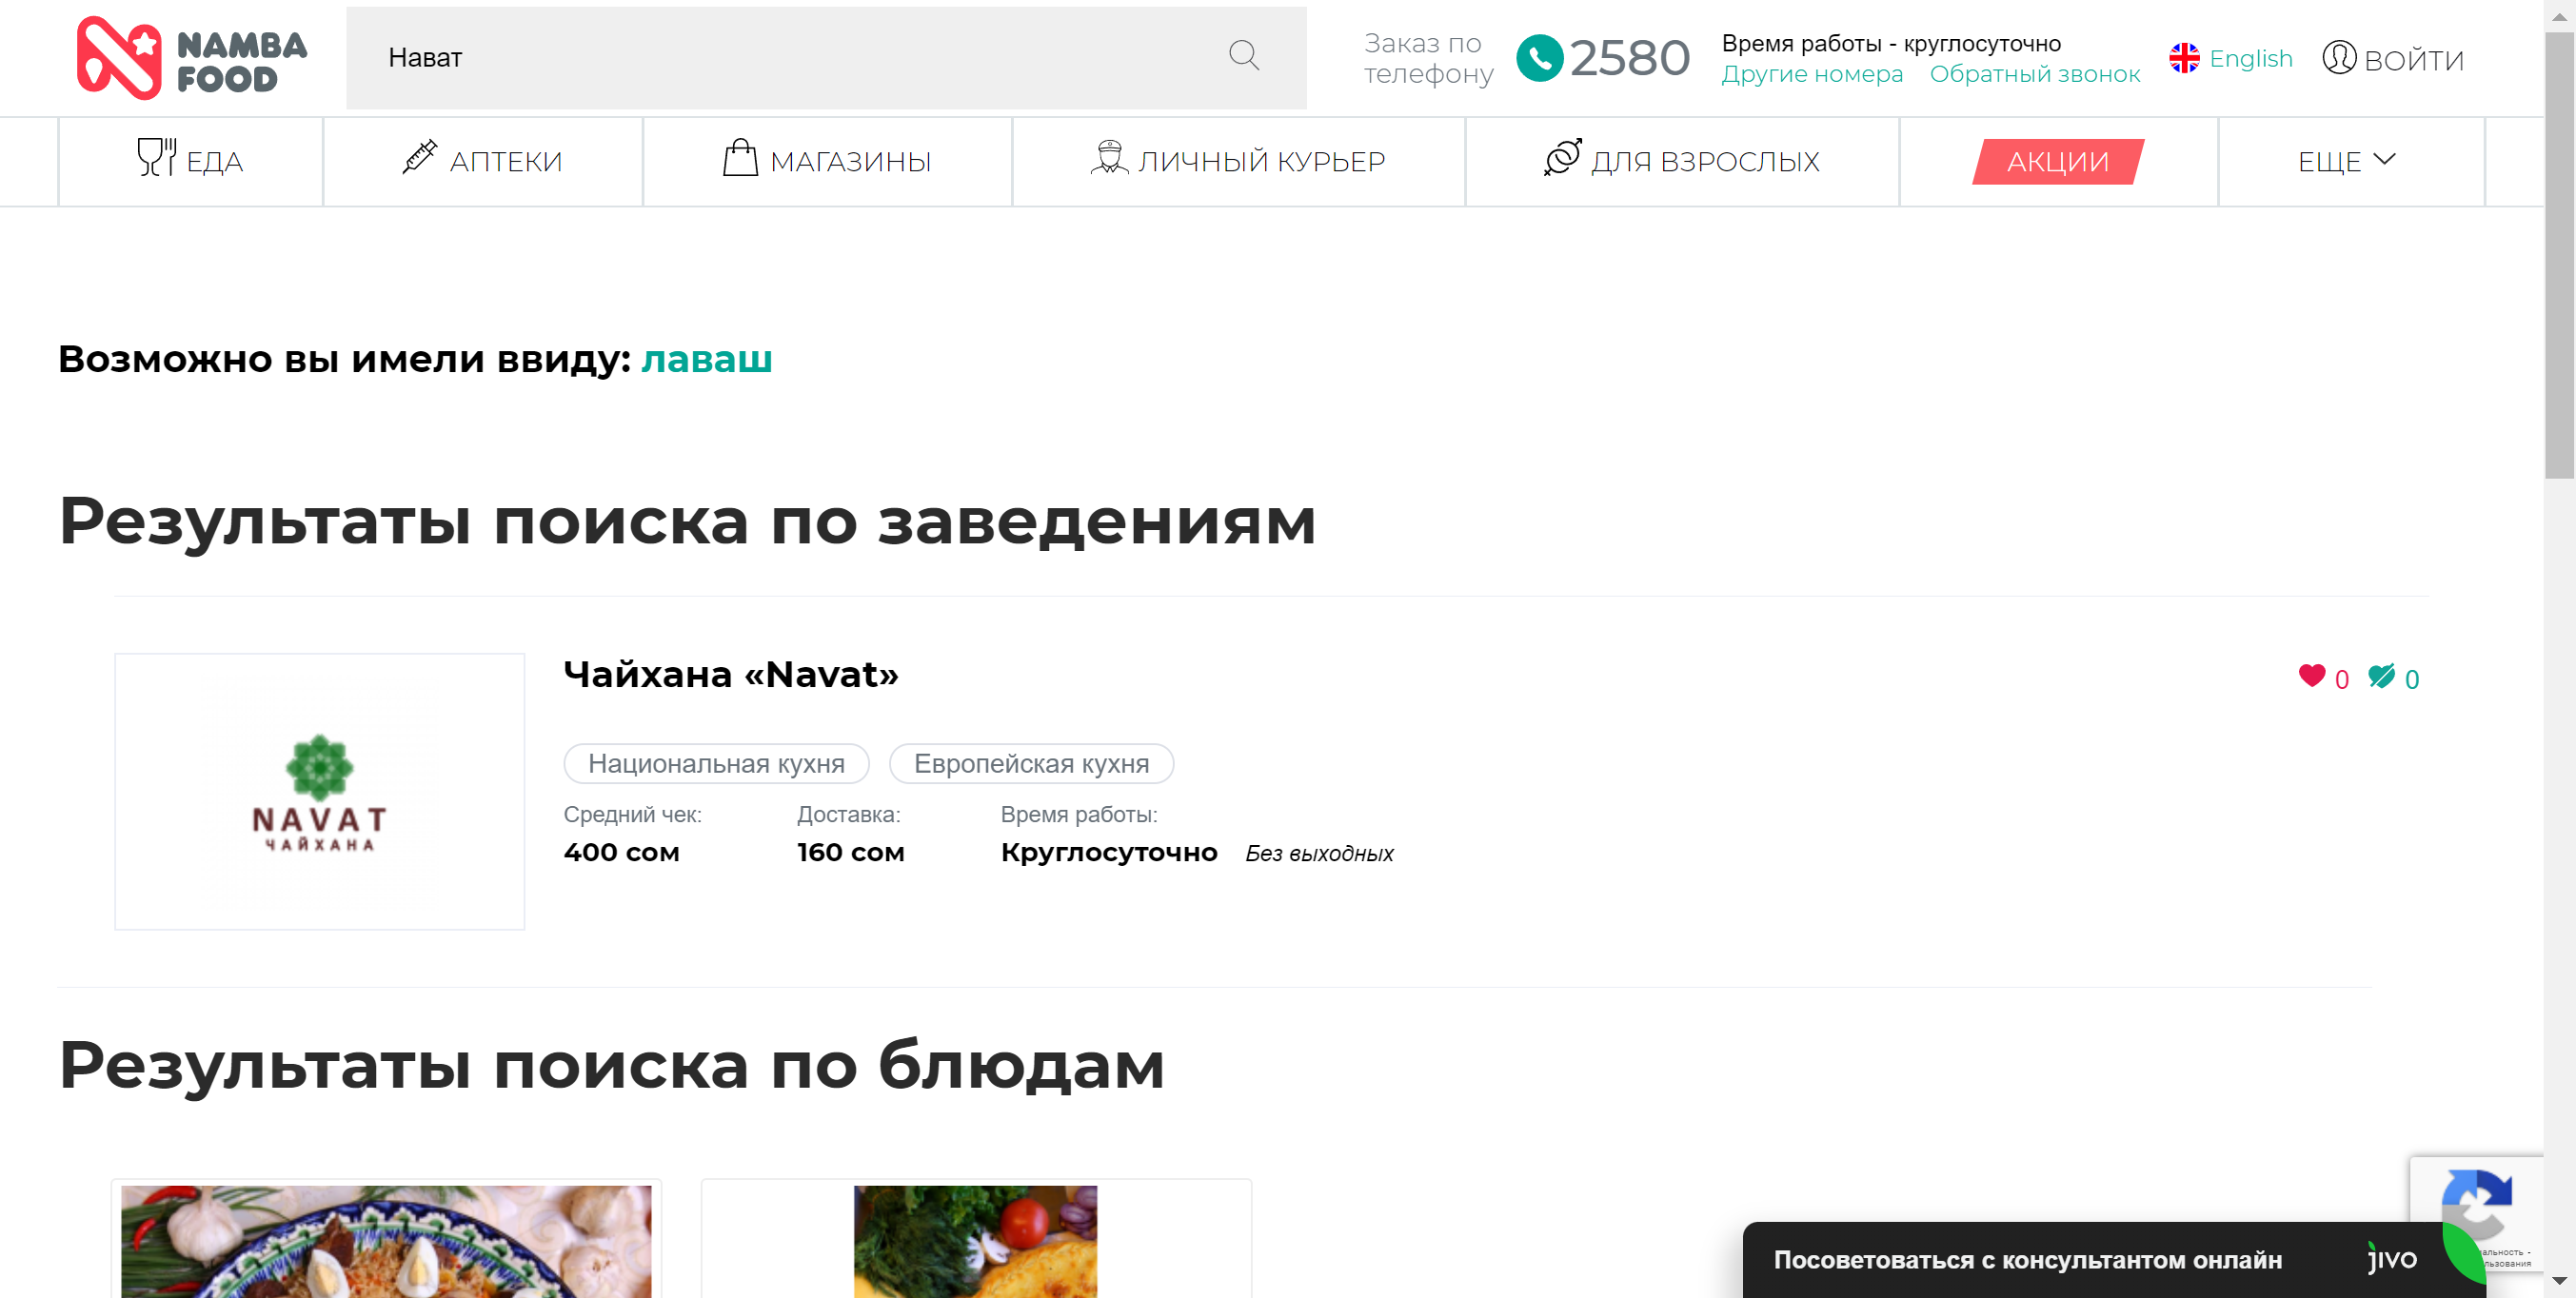 NAMBA FOOD
Нават
Заказ по телефону
2580
Время работы - круглосуточно
Другие номера Обратный звонок
English
ВОЙТИ
ЕДА
АПТЕКИ
МАГАЗИНЫ
ЛИЧНЫЙ КУРЬЕР
ДЛЯ ВЗРОСЛЫХ
АКЦИИ
ЕЩЕ
Возможно вы имели ввиду: лаваш
Результаты поиска по заведениям
NAVAT
ЧАЙХАНА
Чайхана «Navat»
0 0
Национальная кухня Европейская кухня
Средний чек: Доставка: Время работы:
400 сом 160 сом Круглосуточно Без выходных
Результаты поиска по блюдам
Посоветоваться с консультантом онлайн
jivo